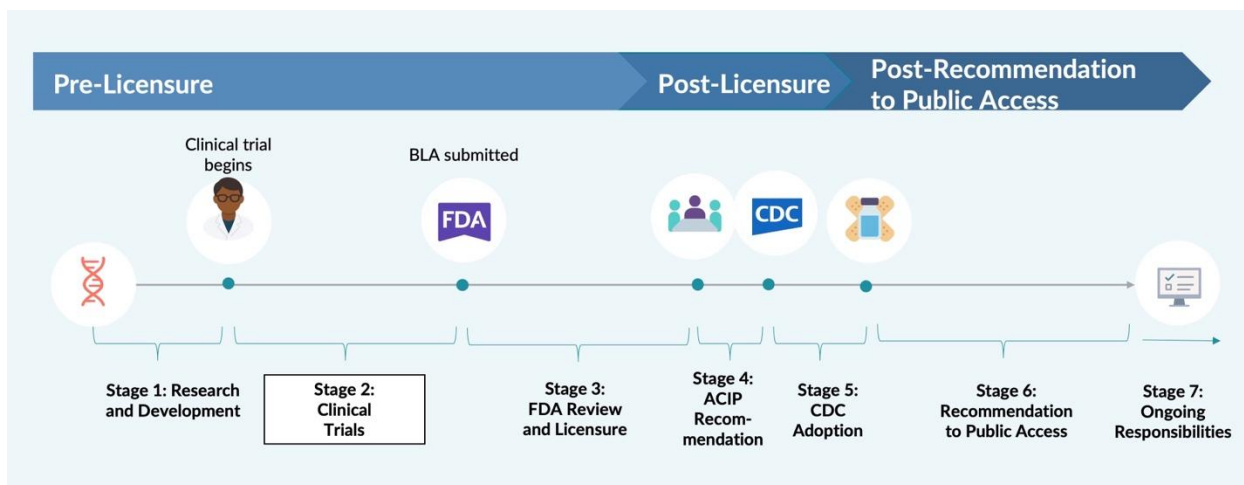 Pre-Licensure
Post-Licensure
Post-Recommendation
to Public Access
Clinical trial
begins
BLA submitted
FDA
CDC
Stage 1: Research
and Development
Stage 2:
Clinical
Trials
Stage 3:
FDA Review
and Licensure
Stage 4:
ACIP
Recom-
mendation
Stage 5:
CDC
Adoption
Stage 6:
Recommendation
to Public Access
Stage 7:
Ongoing
Responsibilities